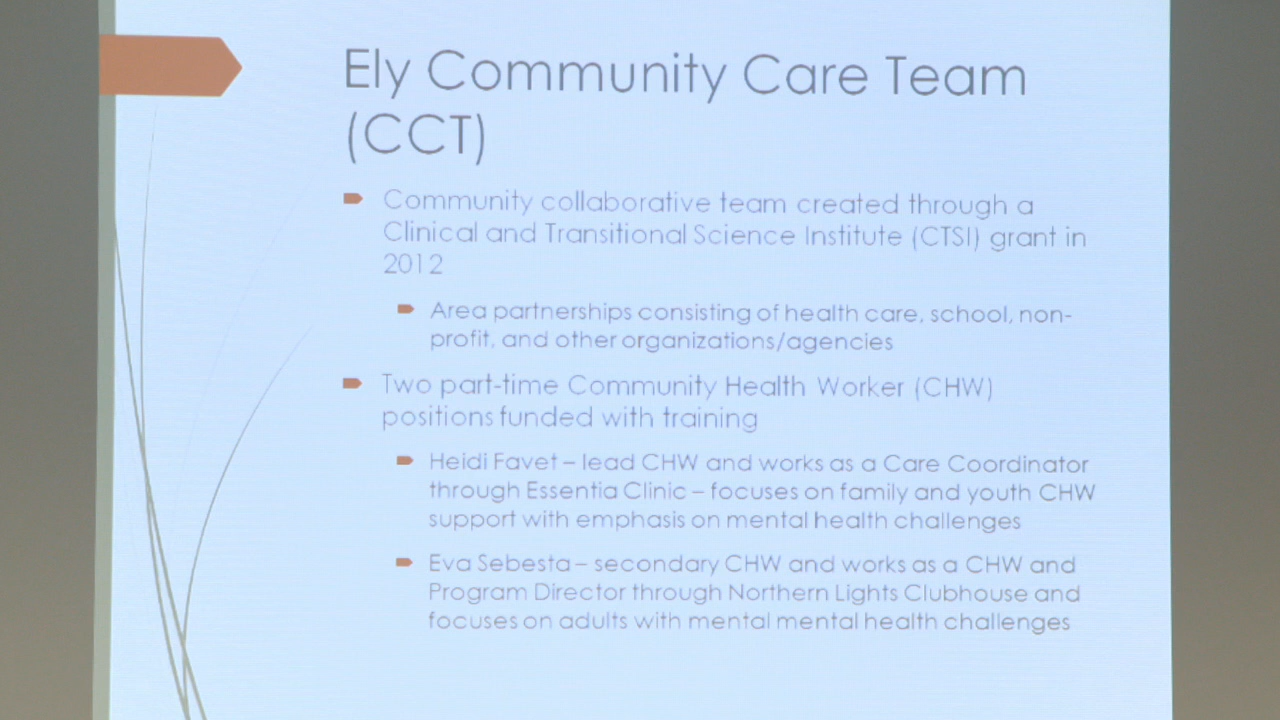 Ely Community Care Team
(CCT)
Community collaborative team created through a
Clinical and Transitional Science Institute (CTSI) grant in
2012
Area partnerships consisting of health care, school, non-
profit, and other organizations/agencies
Two part-time Community Health Worker (CHW)
positions funded with training
Heidi Favet – lead CHW and works as a Care Coordinator
through Essentia Clinic – focuses on family and youth CHW
support with emphasis on mental health challenges
Eva Sebesta – secondary CHW and works as a CHW and
Program Director through Northern Lights Clubhouse and
focuses on adults with mental mental health challenges